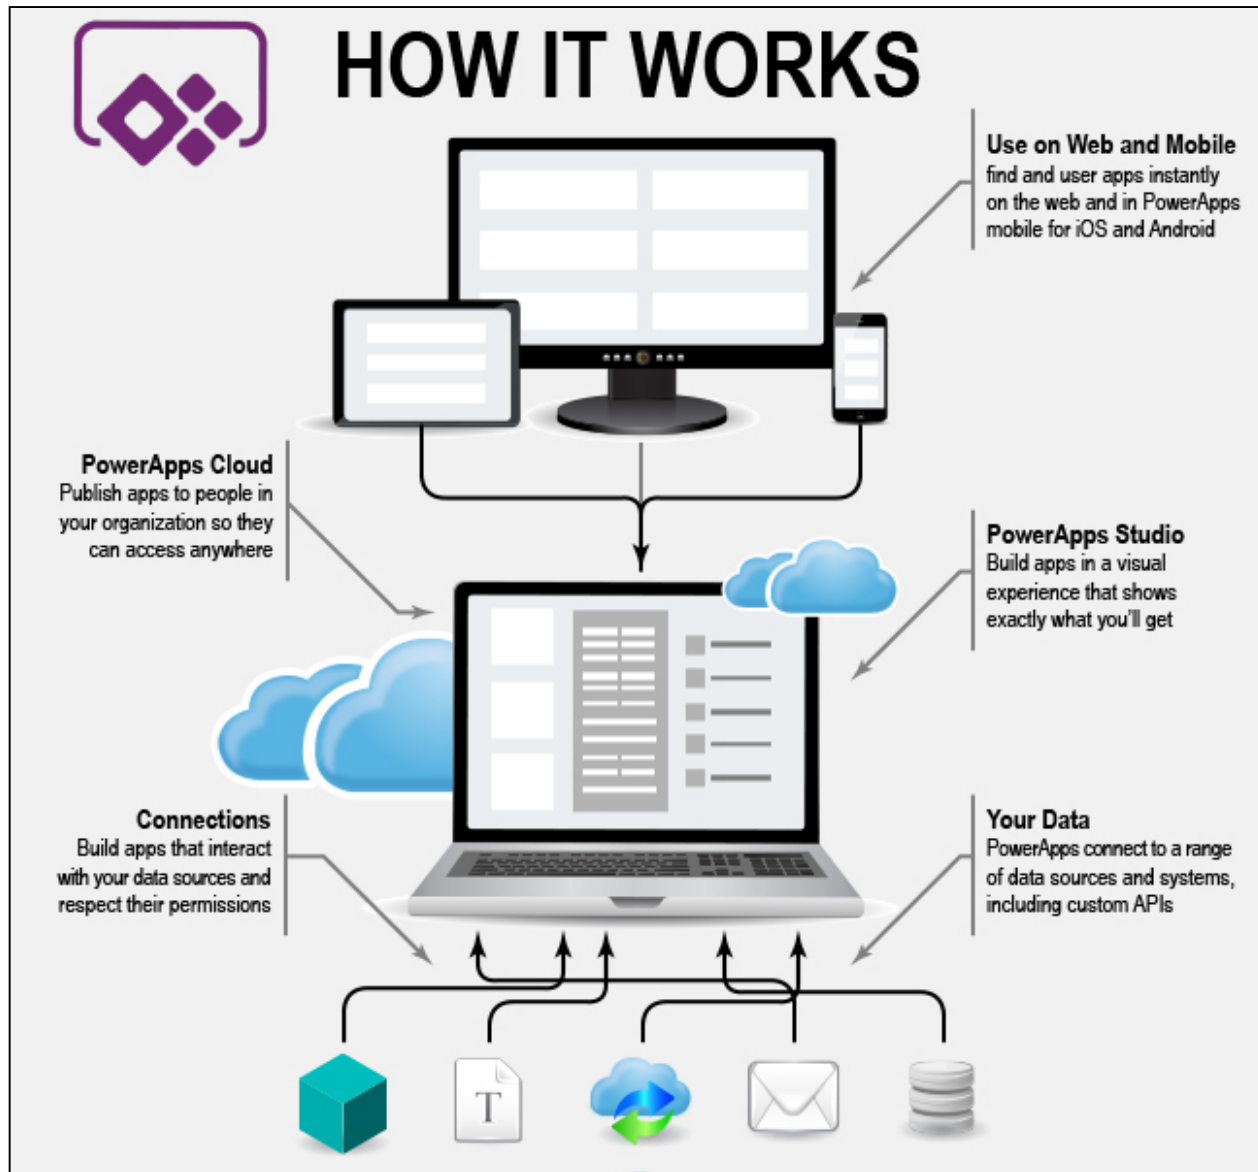 HOW IT WORKS
Use on Web and Mobile
find and user apps instantly
on the web and in PowerApps
mobile for iOS and Android
PowerApps Cloud
Publish apps to people in
your organization so they
can access anywhere
PowerApps Studio
Build apps in a visual
experience that shows
exactly what you'll get
Connections
Build apps that interact
with your data sources and
respect their permissions
Your Data
PowerApps connect to a range
of data sources and systems,
including custom APIs
T